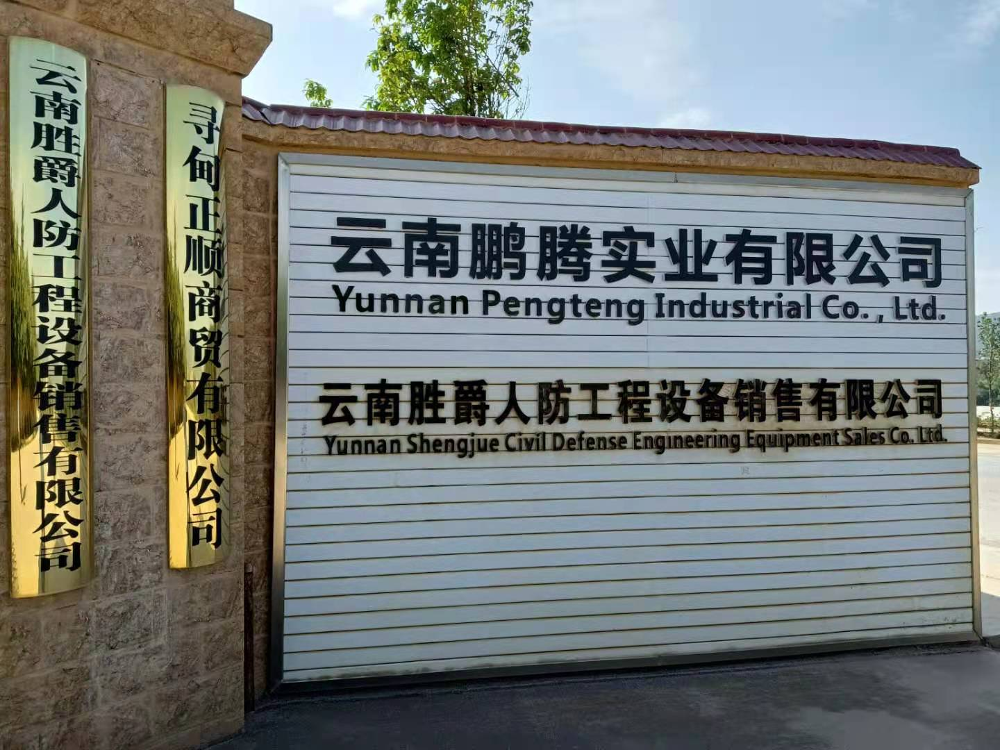 云南胜爵人防工程设备销售有限公司
寻甸正顺商贸有限公司
云南鹏腾实业有限公司
Yunnan Pengteng Industrial Co., Ltd.
云南胜爵人防工程设备销售有限公司
Yunnan Shengjue Civil Defense Engineering Equipment Sales Co. Ltd.